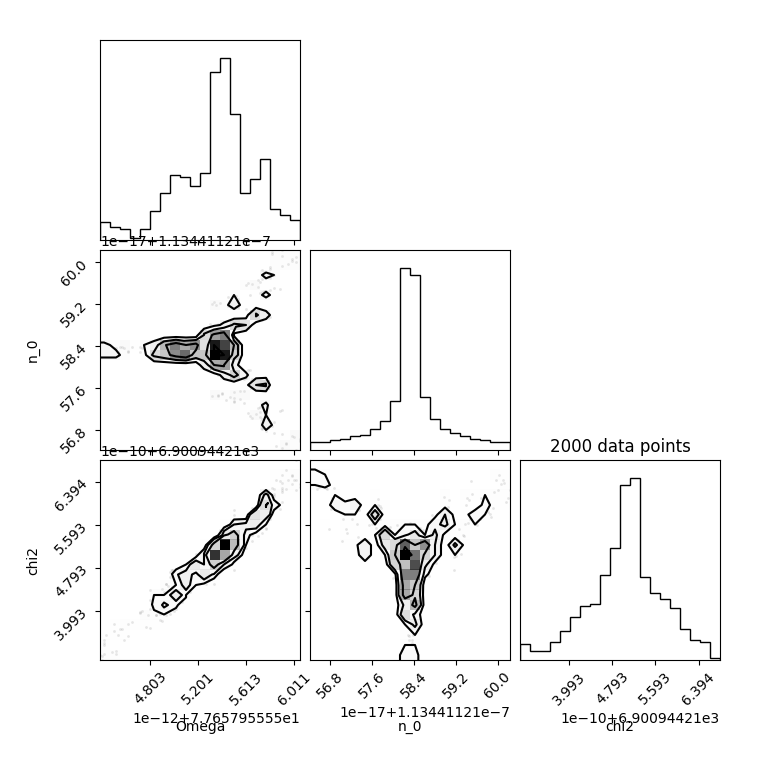 1e−17+1.13441121e−7
60.0
59.2
58.4
57.6
56.8
n_0
1e−10+6.90094421e3
2000 data points
6.394
5.593
4.793
3.993
chi2
4.803
5.201
5.613
6.011
1e−12+7.765795555e1
Omega
56.8
57.6
58.4
59.2
60.0
1e−17+1.13441121e−7
n_0
3.993
4.793
5.593
6.394
1e−10+6.90094421e3
chi2